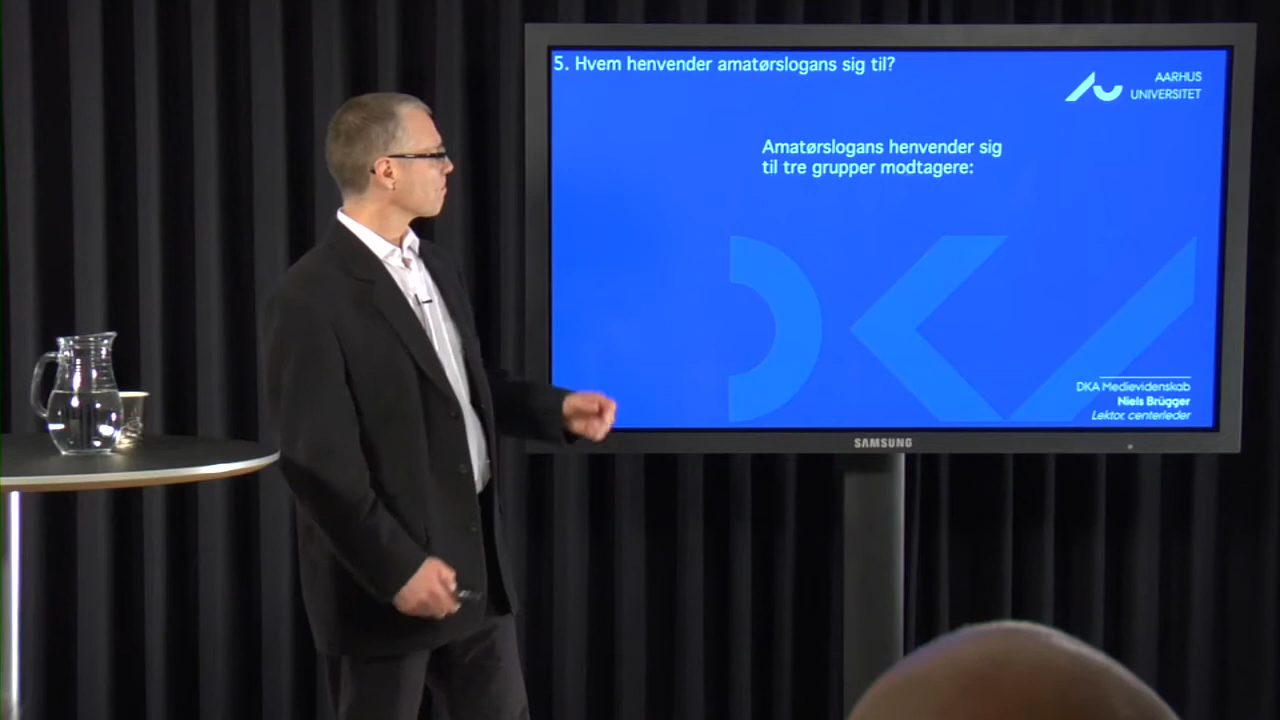 5. Hvem henvender amatørslogans sig til?
AARHUS
UNIVERSITET
Amatørslogans henvender sig
til tre grupper modtagere:
DKA
DKA Medievidenskab
Niels Brügger
Lektor, centerleder
SAMSUNG